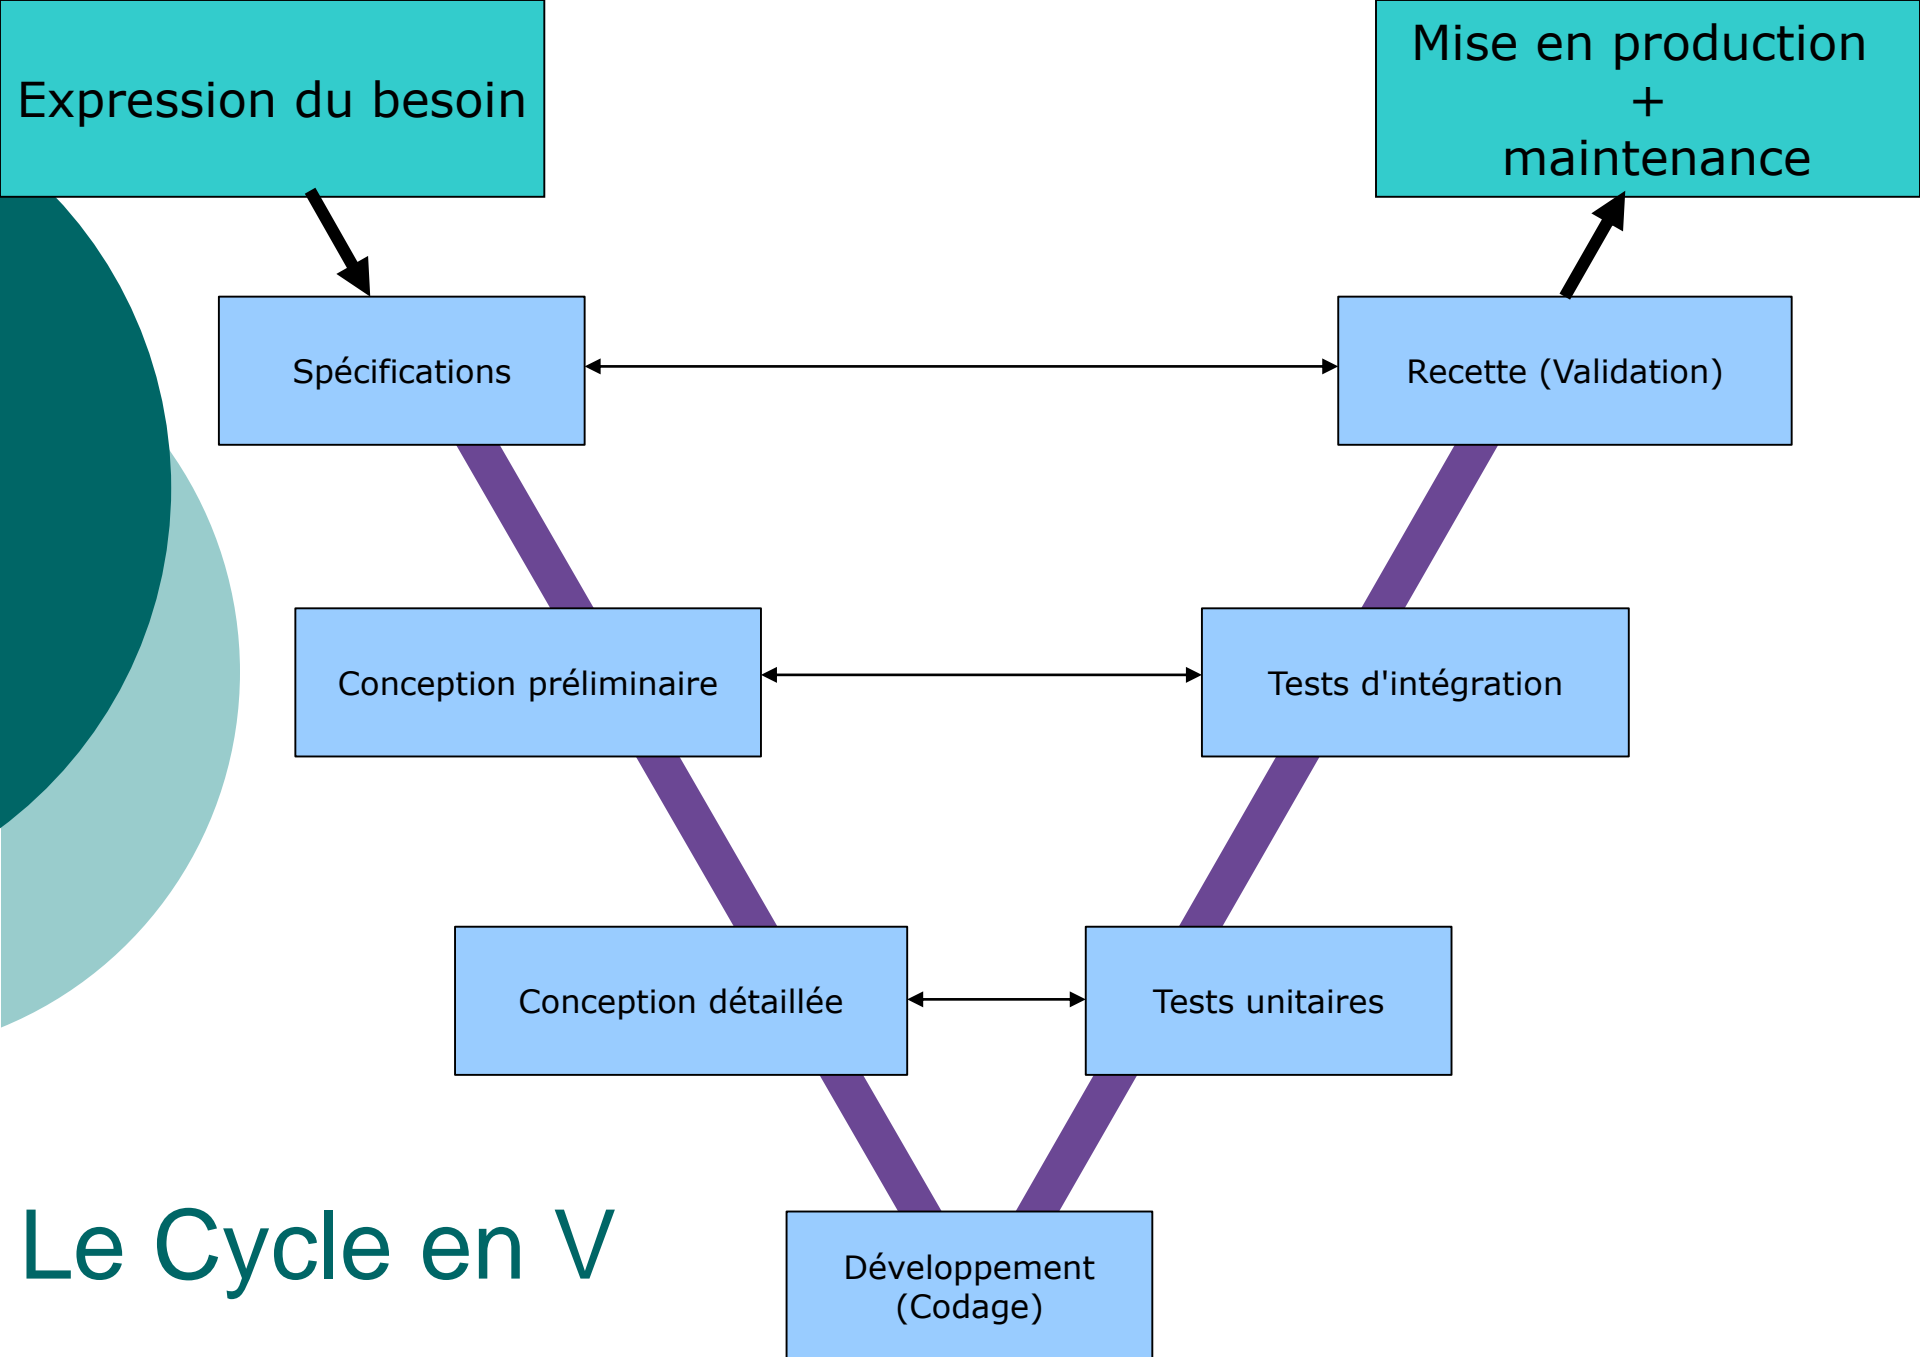 Expression du besoin
Mise en production
+
maintenance
Spécifications
Recette (Validation)
Conception préliminaire
Tests d'intégration
Conception détaillée
Tests unitaires
Le Cycle en V
Développement
(Codage)